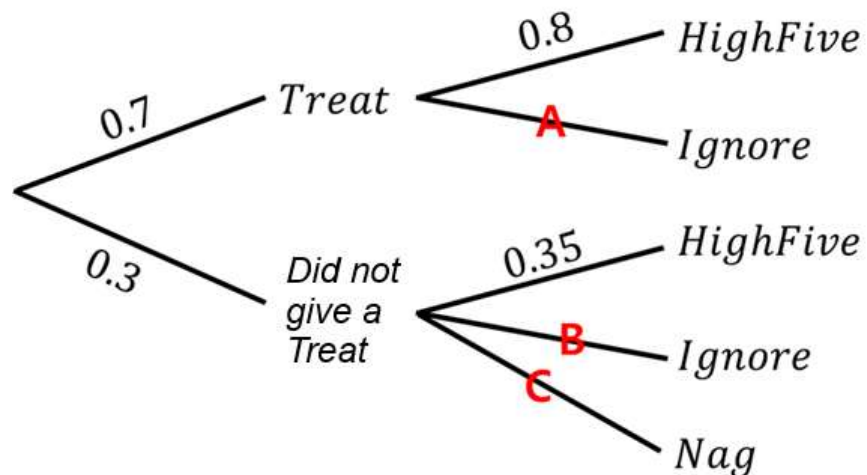 0.8
HighFive
0.7
Treat
A
Ignore
0.3
Did not
give a
Treat
0.35
HighFive
B
Ignore
C
Nag